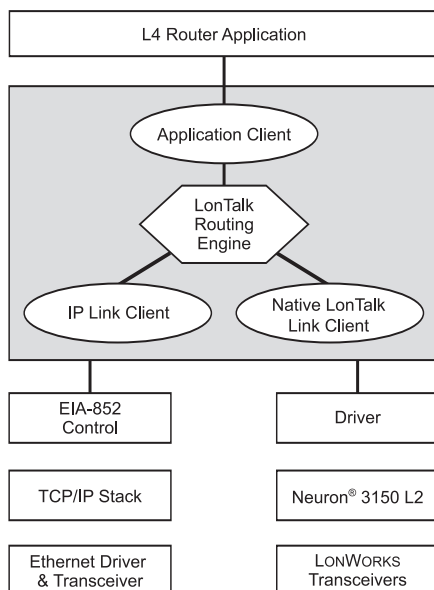 L4 Router Application
Application Client
LonTalk
Routing
Engine
IP Link Client
Native LonTalk
Link Client
EIA-852
Control
Driver
TCP/IP Stack
Neuron® 3150 L2
Ethernet Driver
& Transceiver
LONWORKS
Transceivers